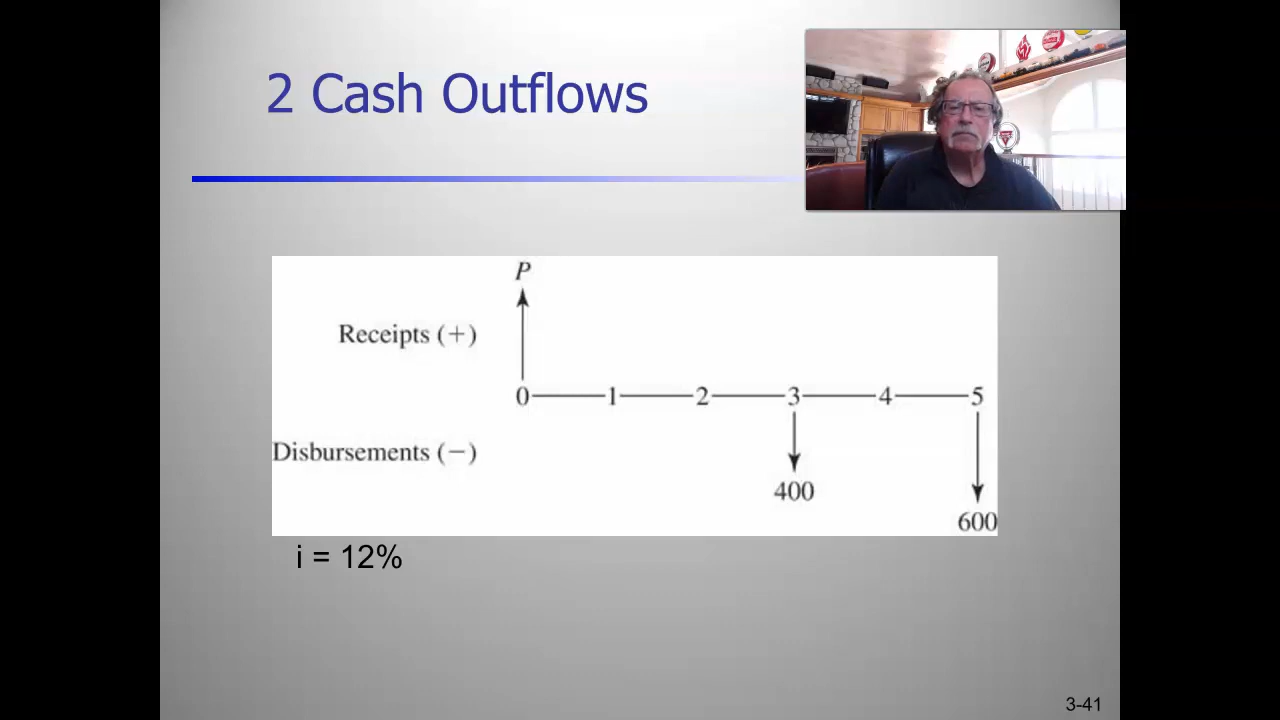 2 Cash Outflows
P
Receipts (+)
0 1 2 3 4 5
Disbursements (−)
400
600
i = 12%
3-41